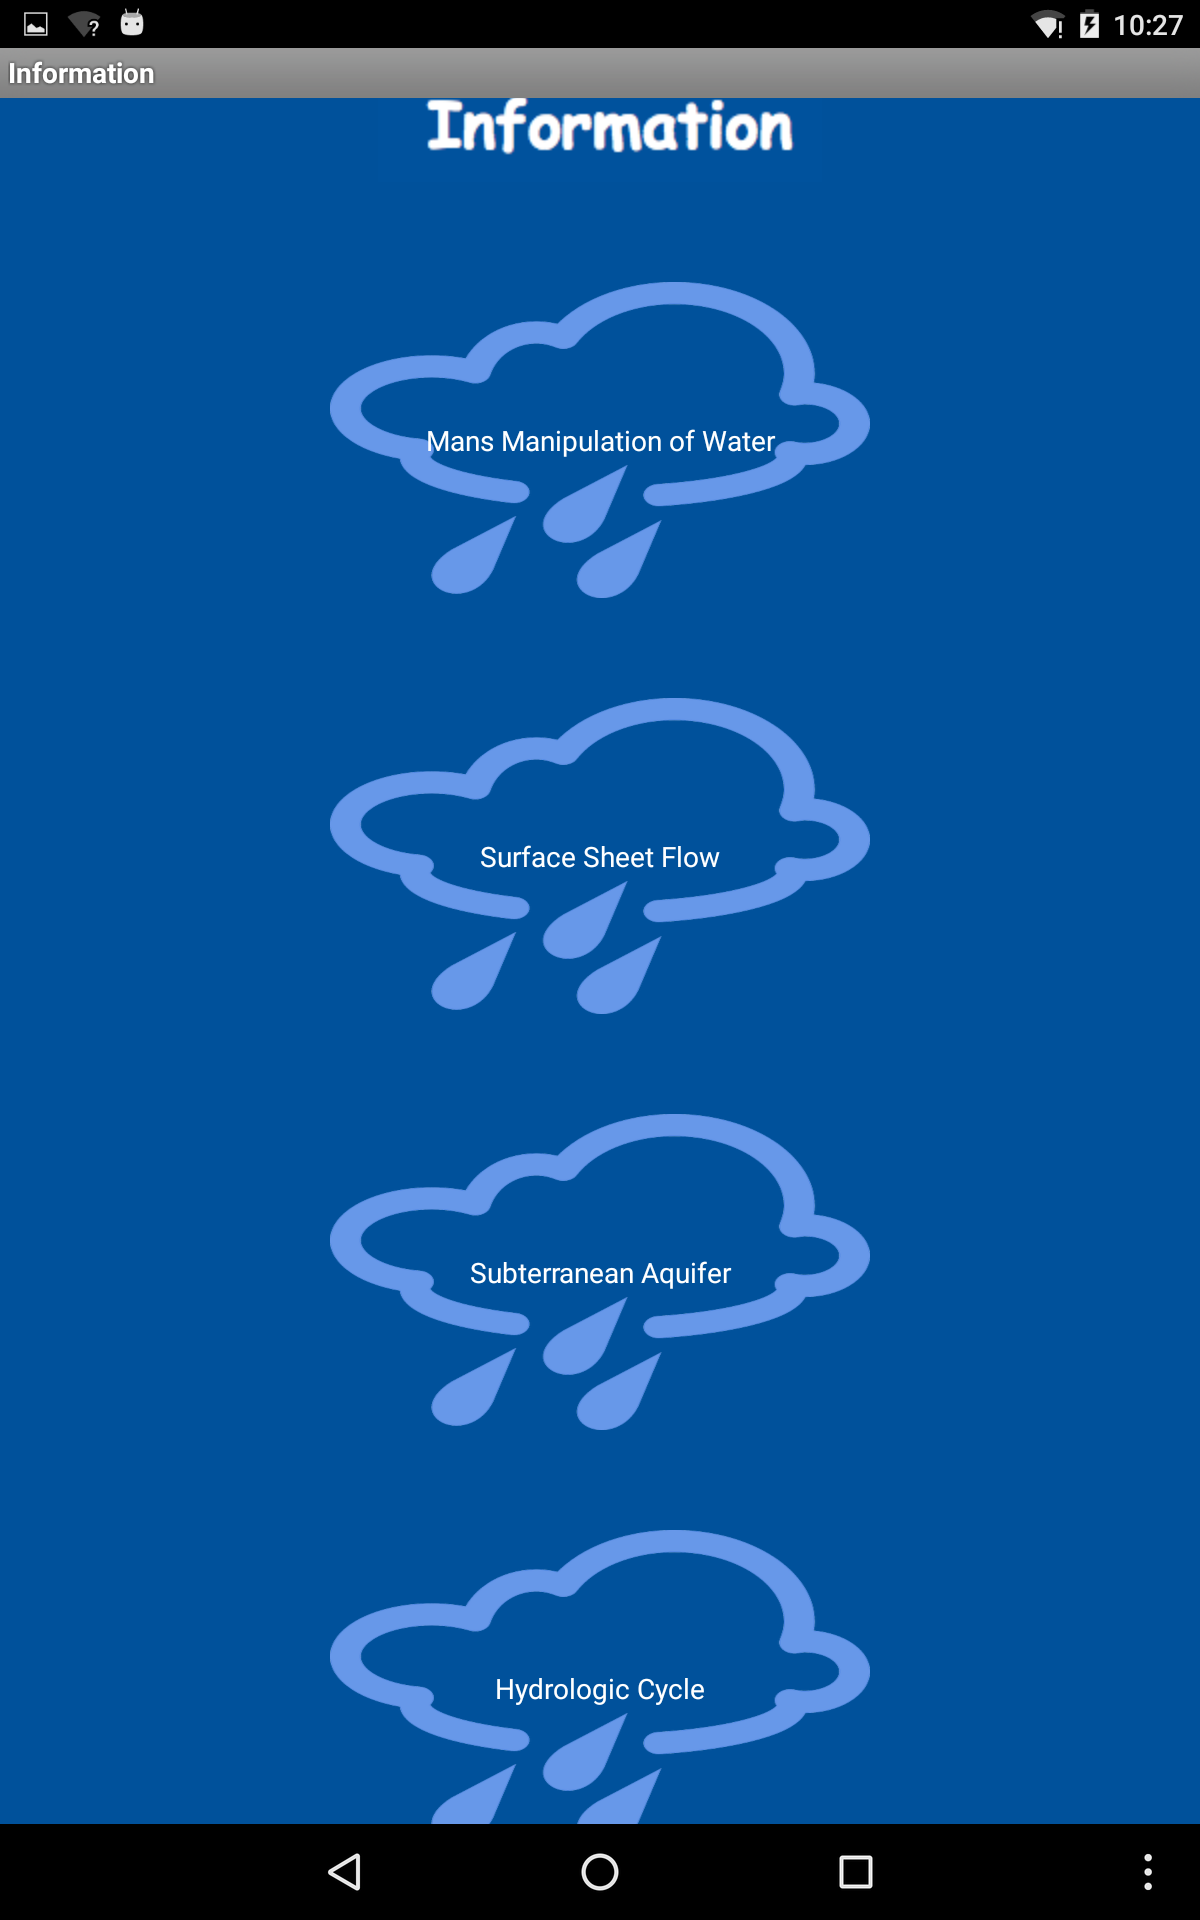 10:27
Information
Information
Mans Manipulation of Water
Surface Sheet Flow
Subterranean Aquifer
Hydrologic Cycle